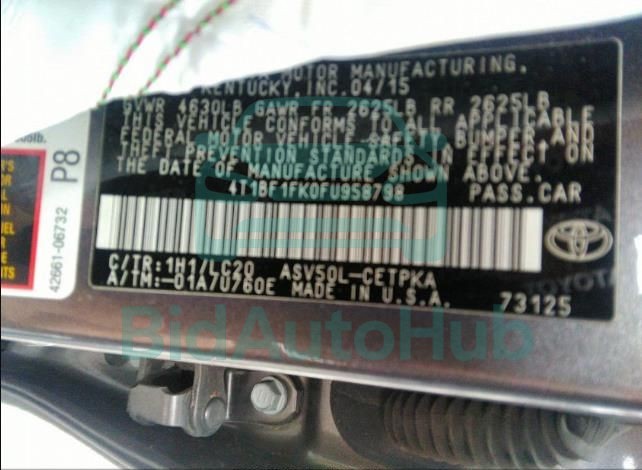 MOTOR MANUFACTURING,
KENTUCKY, INC. 04/15
GVWR 4630LB GAWR FR 2625LB RR 2625LB
THIS VEHICLE CONFORMS TO ALL APPLICABLE
FEDERAL MOTOR VEHICLE SAFETY, BUMPER AND
THEFT PREVENTION STANDARDS IN EFFECT ON
THE DATE OF MANUFACTURE SHOWN ABOVE.
PASS.CAR
C/TR:1H1/LC20 ASV50L-CETPKA
A/TM:-01A/U760E MADE IN U.S.A. 73125
TOYOTA
P8
42661-06732
BidAutoHub